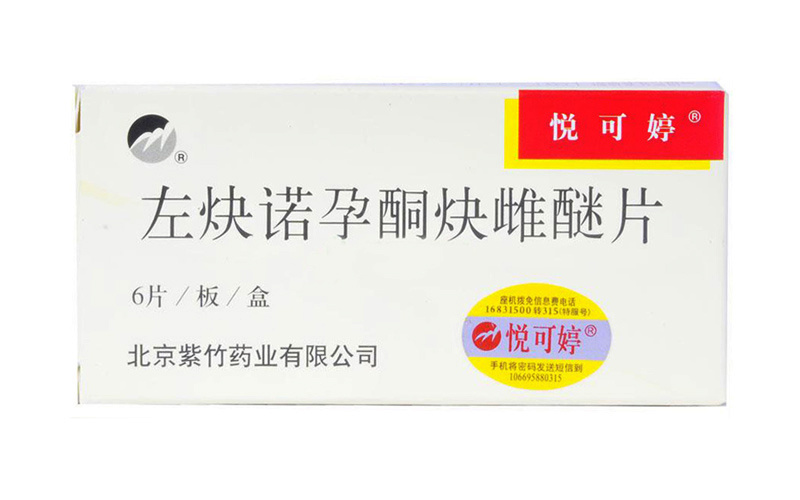 悦可婷®
®
左炔诺孕酮炔雌醚片
6片/板/盒
北京紫竹药业有限公司
座机拨免信息费电话
16831500转315(特服号)
悦可婷®
手机将密码发送短信到
106695880315